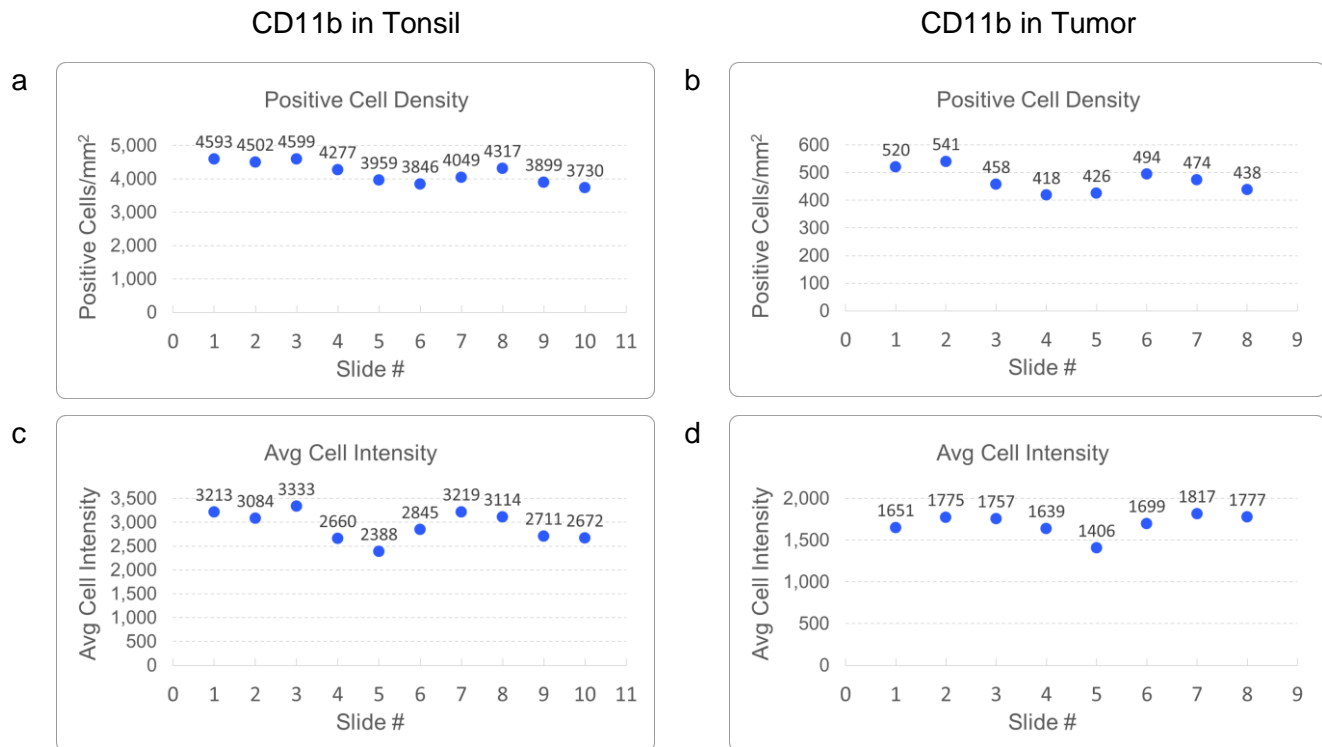 CD11b in Tonsil
CD11b in Tumor
a
Positive Cell Density
Positive Cells/mm²
5,000
4,000
3,000
2,000
1,000
0
4593 4502 4599 4277 3959 3846 4049 4317 3899 3730
0 1 2 3 4 5 6 7 8 9 10 11
Slide #
b
Positive Cell Density
Positive Cells/mm²
600
500
400
300
200
100
0
520 541 458 418 426 494 474 438
0 1 2 3 4 5 6 7 8 9
Slide #
c
Avg Cell Intensity
Avg Cell Intensity
3,500
3,000
2,500
2,000
1,500
1,000
500
0
3213 3084 3333 2660 2388 2845 3219 3114 2711 2672
0 1 2 3 4 5 6 7 8 9 10 11
Slide #
d
Avg Cell Intensity
Avg Cell Intensity
2,000
1,500
1,000
500
0
1651 1775 1757 1639 1406 1699 1817 1777
0 1 2 3 4 5 6 7 8 9
Slide #